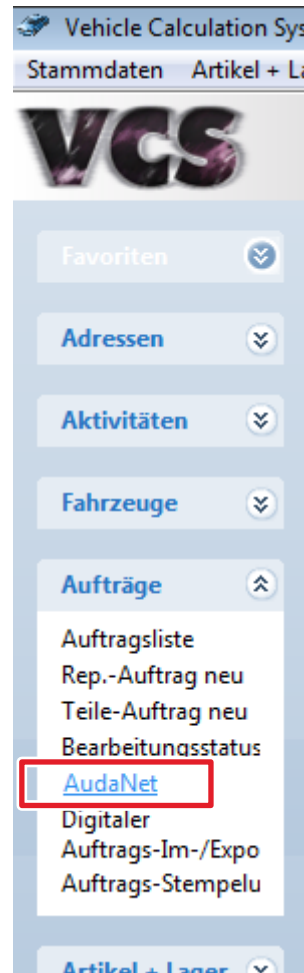 Vehicle Calculation Sys
Stammdaten Artikel + La
VCS
Favoriten
Adressen
Aktivitäten
Fahrzeuge
Aufträge
Auftragsliste
Rep.-Auftrag neu
Teile-Auftrag neu
Bearbeitungsstatus
AudaNet
Digitaler
Auftrags-Im-/Expo
Auftrags-Stempelu
Artikel + Lager